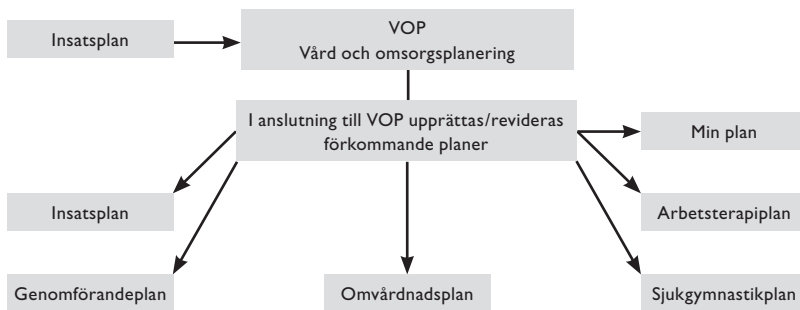 Insatsplan
VOP
Vård och omsorgsplanering
I anslutning till VOP upprättas/revideras
förkommande planer
Min plan
Insatsplan
Arbetsterapiplan
Genomförandeplan
Omvårdnadsplan
Sjukgymnastikplan